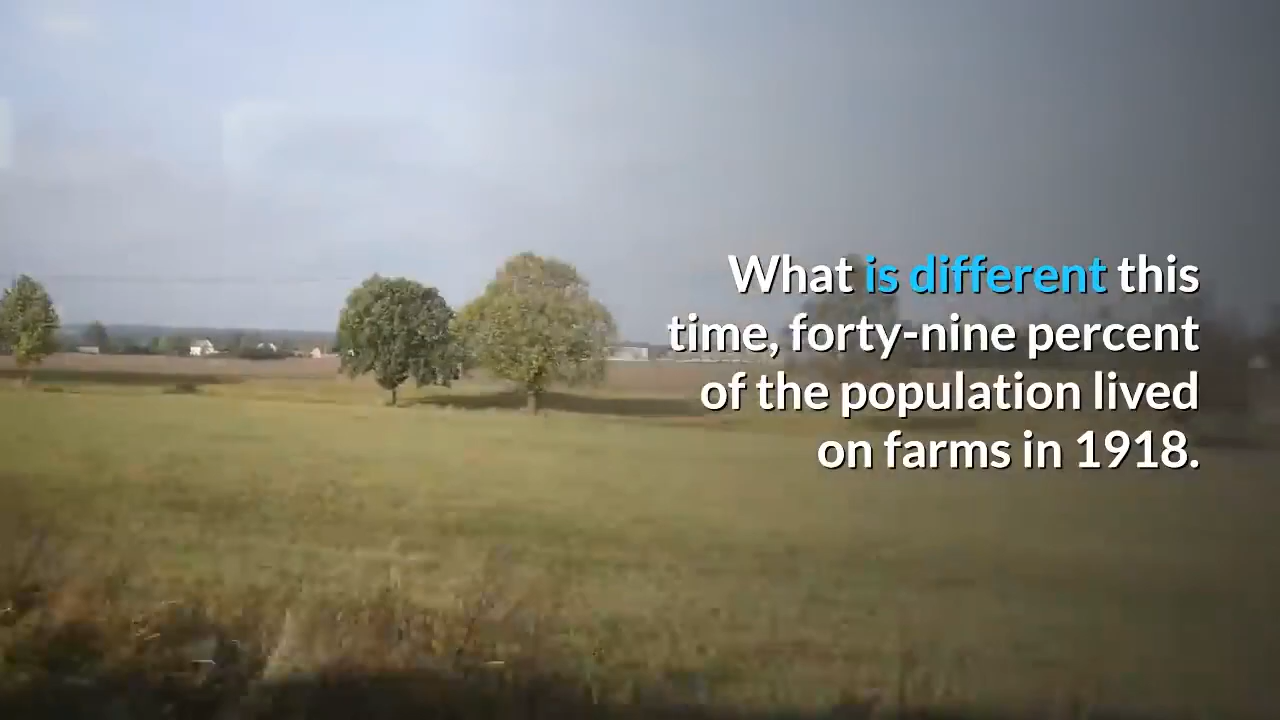 What is different this
time, forty-nine percent
of the population lived
on farms in 1918.